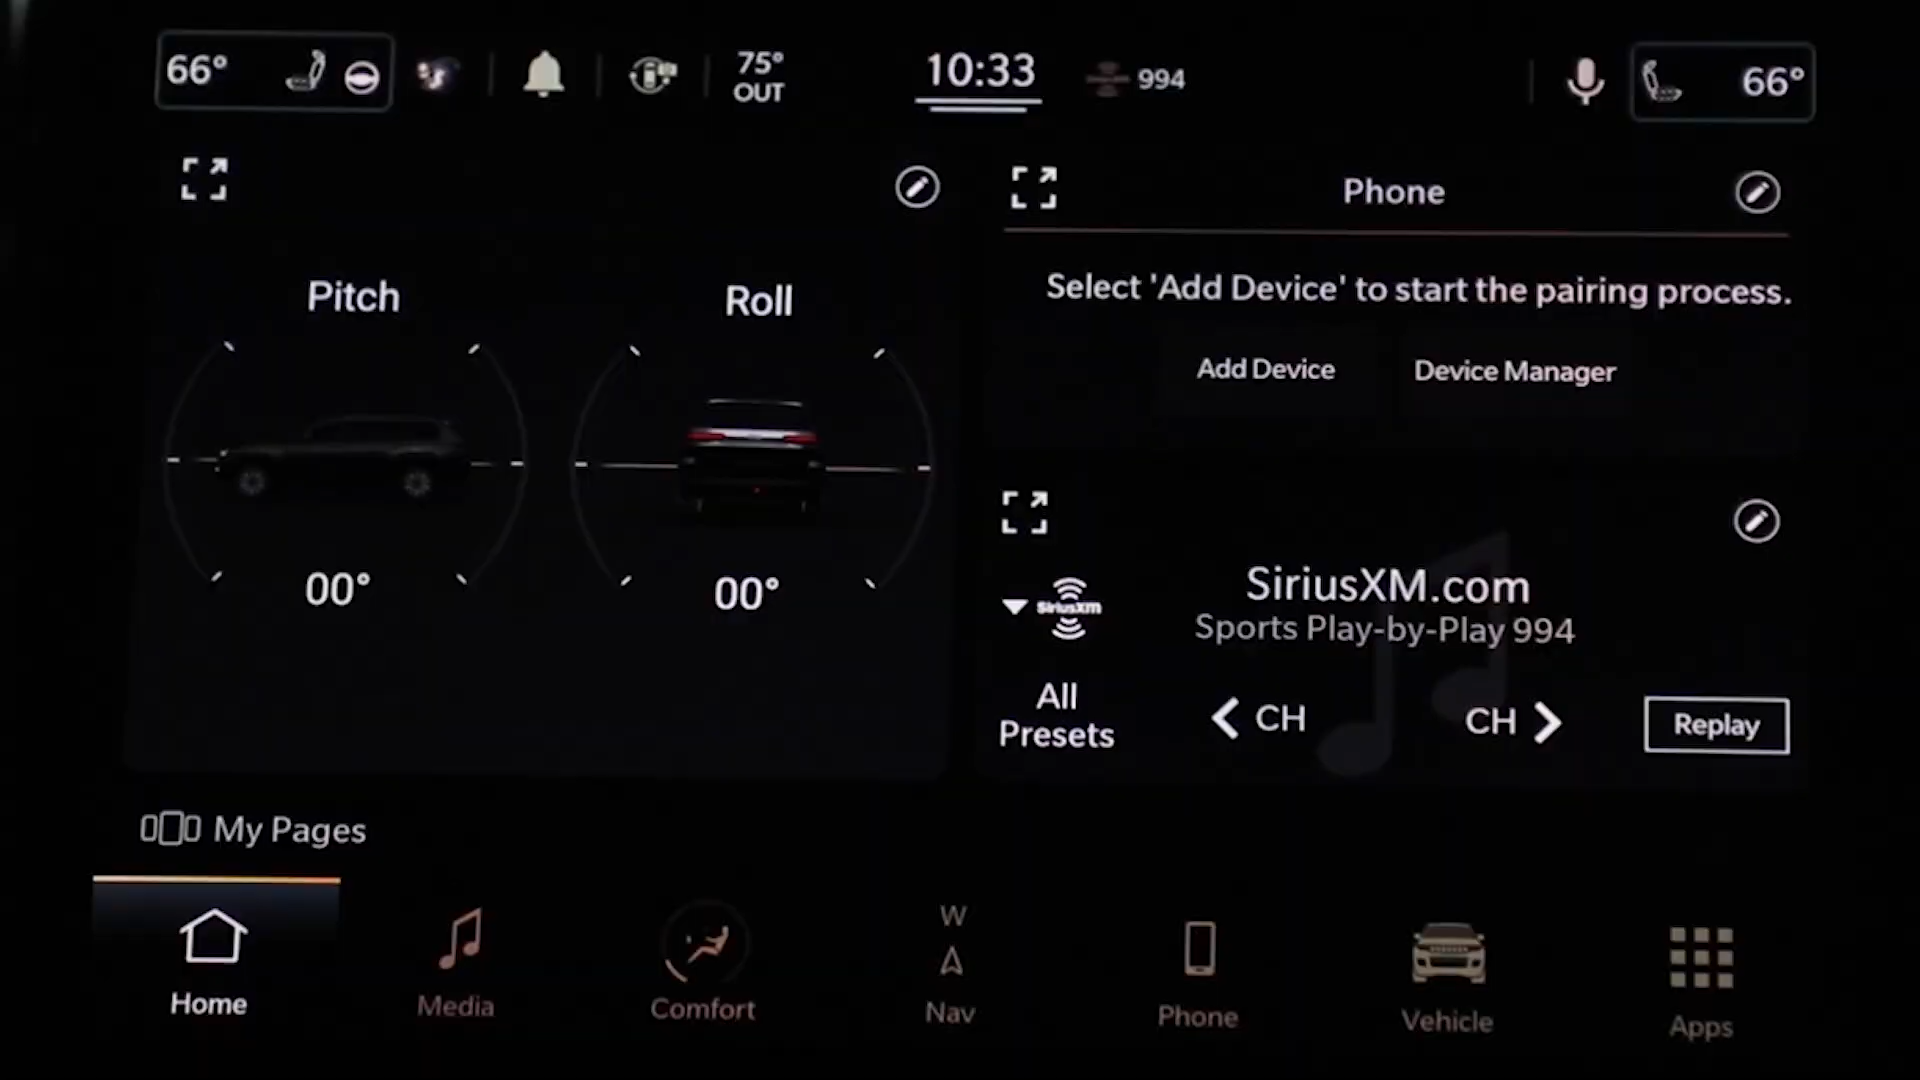 66°
75°
OUT
10:33
994
66°
Pitch
Roll
00°
00°
Phone
Select 'Add Device' to start the pairing process.
Add Device
Device Manager
SiriusXM
SiriusXM.com
Sports Play-by-Play 994
All
Presets
CH
CH
Replay
My Pages
Home
Media
Comfort
W
Nav
Phone
Vehicle
Apps